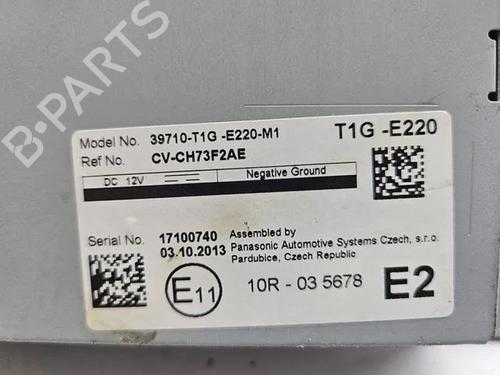 Model No. 39710-T1G -E220-M1 T1G -E220
Ref No. CV-CH73F2AE
DC 12V Negative Ground
Serial No. 17100740 Assembled by
03.10.2013 Panasonic Automotive Systems Czech, s.r.o.
Pardubice, Czech Republic
E11 10R - 03 5678 E2
B-PARTS